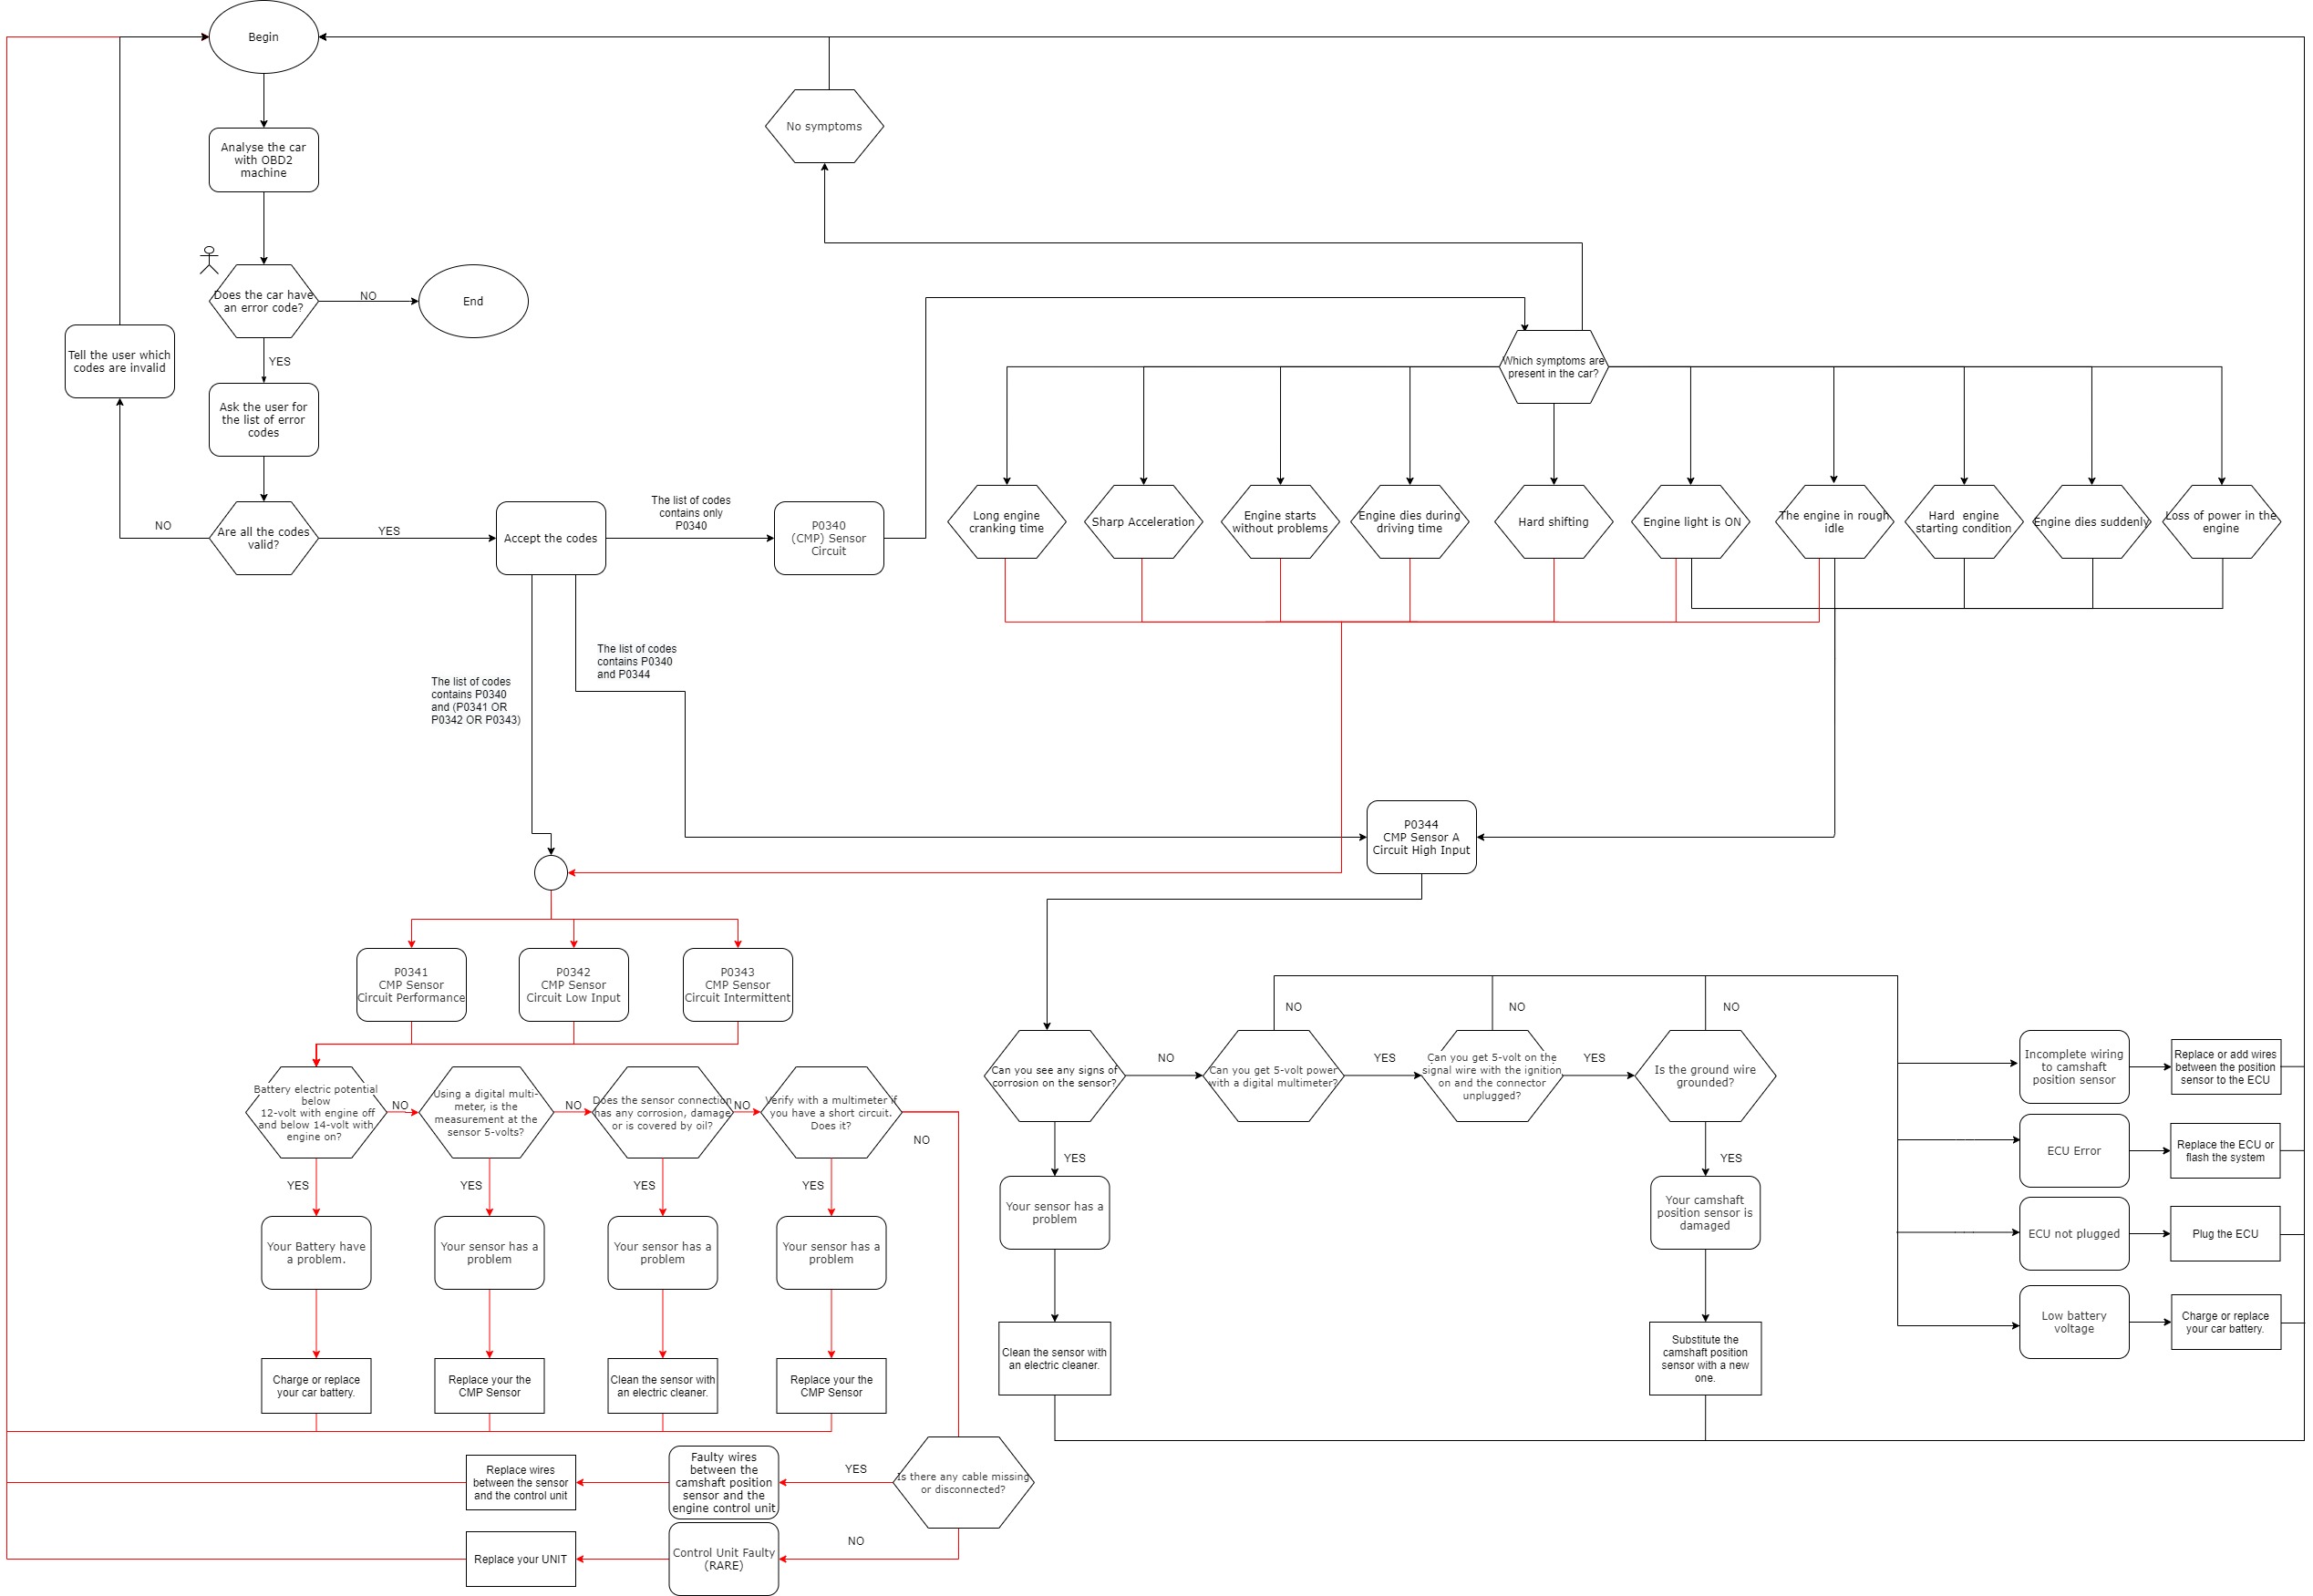 Begin
No symptoms
Analyse the car
with OBD2
machine
Does the car have
an error code?
NO
End
YES
Tell the user which
codes are invalid
Which symptoms are
present in the car?
Ask the user for
the list of error
codes
Are all the codes
valid?
NO
YES
Accept the codes
The list of codes
contains only
P0340
P0340
(CMP) Sensor
Circuit
Long engine
cranking time
Sharp Acceleration
Engine starts
without problems
Engine dies during
driving time
Hard shifting
Engine light is ON
The engine in rough
idle
Hard engine
starting condition
Engine dies suddenly
Loss of power in the
engine
The list of codes
contains P0340
and P0344
The list of codes
contains P0340
and (P0341 OR
P0342 OR P0343)
P0344
CMP Sensor A
Circuit High Input
P0341
CMP Sensor
Circuit Performance
P0342
CMP Sensor
Circuit Low Input
P0343
CMP Sensor
Circuit Intermittent
NO
NO
NO
Can you see any signs of
corrosion on the sensor?
NO
Can you get 5-volt power
with a digital multimeter?
YES
Can you get 5-volt on the
signal wire with the ignition
on and the connector
unplugged?
YES
Is the ground wire
grounded?
Incomplete wiring
to camshaft
position sensor
Replace or add wires
between the position
sensor to the ECU
Battery electric potential
below
12-volt with engine off
and below 14-volt with
engine on?
NO
Using a digital multi-
meter, is the
measurement at the
sensor 5-volts?
NO
Does the sensor connection
has any corrosion, damage
or is covered by oil?
NO
Verify with a multimeter if
you have a short circuit.
Does it?
NO
YES
YES
ECU Error
Replace the ECU or
flash the system
YES
YES
YES
YES
Your sensor has a
problem
Your camshaft
position sensor is
damaged
ECU not plugged
Plug the ECU
Your Battery have
a problem.
Your sensor has a
problem
Your sensor has a
problem
Your sensor has a
problem
Low battery
voltage
Charge or replace
your car battery.
Clean the sensor with
an electric cleaner.
Substitute the
camshaft position
sensor with a new
one.
Charge or replace
your car battery.
Replace your the
CMP Sensor
Clean the sensor with
an electric cleaner.
Replace your the
CMP Sensor
Replace wires
between the sensor
and the control unit
Faulty wires
between the
camshaft position
sensor and the
engine control unit
YES
Is there any cable missing
or disconnected?
NO
Replace your UNIT
Control Unit Faulty
(RARE)